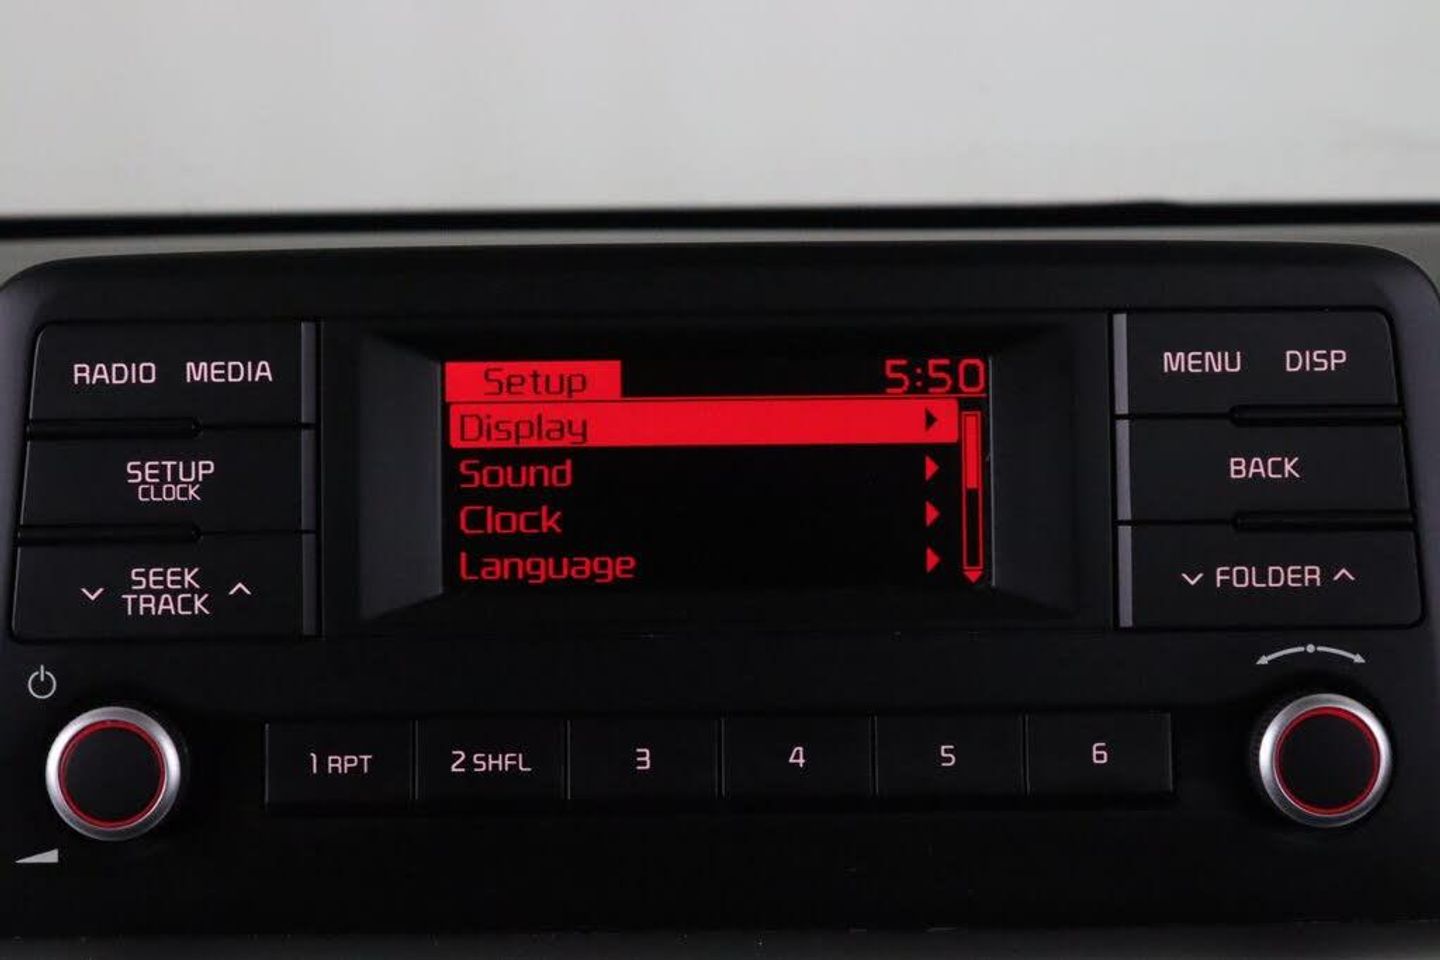 RADIO MEDIA
SETUP
CLOCK
SEEK
TRACK
Setup 5:50
Display
Sound
Clock
Language
MENU DISP
BACK
FOLDER
1 RPT 2 SHFL 3 4 5 6